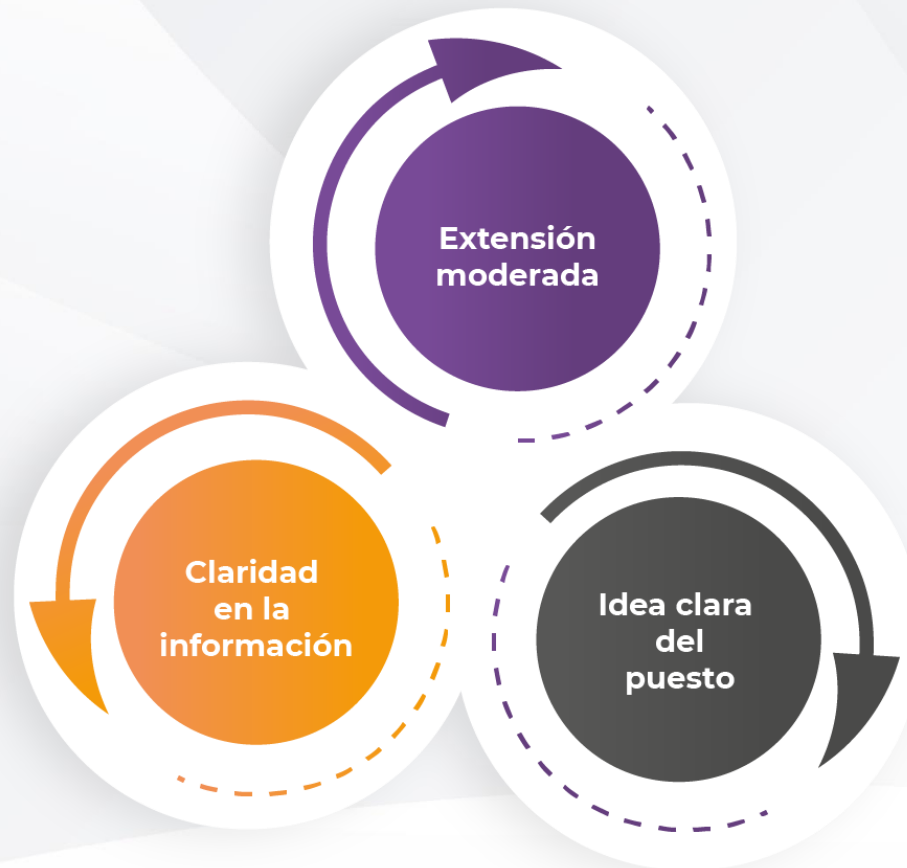 Extensión
moderada
Claridad
en la
información
Idea clara
del
puesto